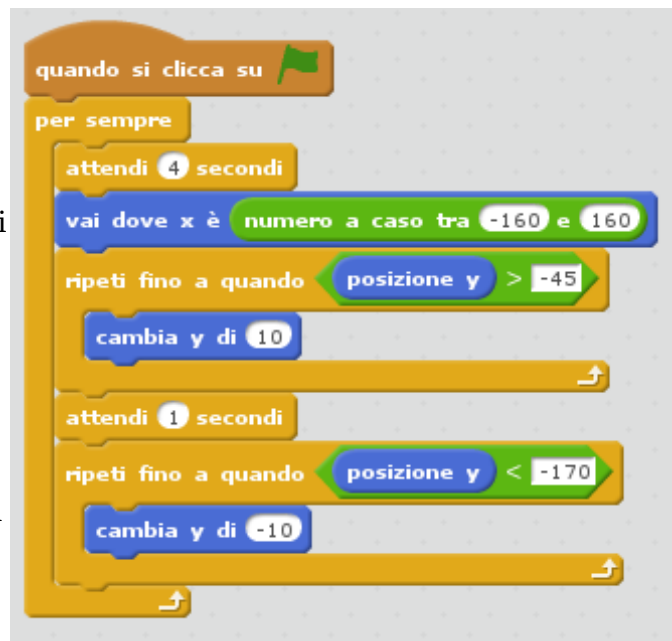 quando si clicca su
per sempre
attendi 4 secondi
i
vai dove x è numero a caso tra -160 e 160
ripeti fino a quando posizione y > -45
cambia y di 10
attendi 1 secondi
ripeti fino a quando posizione y < -170
cambia y di -10